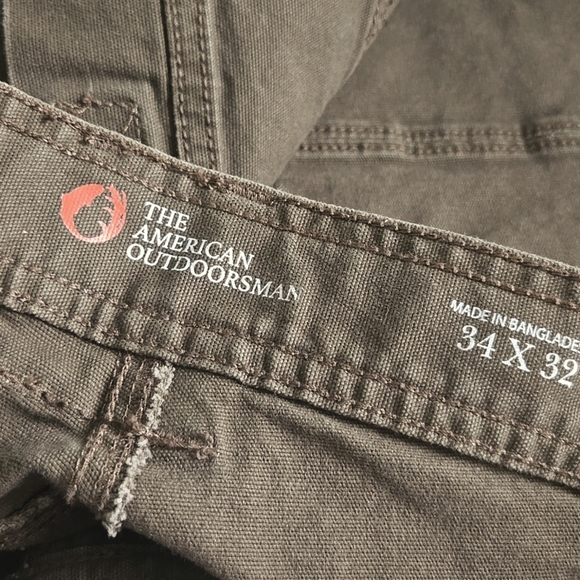 THE
AMERICAN
OUTDOORSMAN
MADE IN BANGLADE
34 X 32